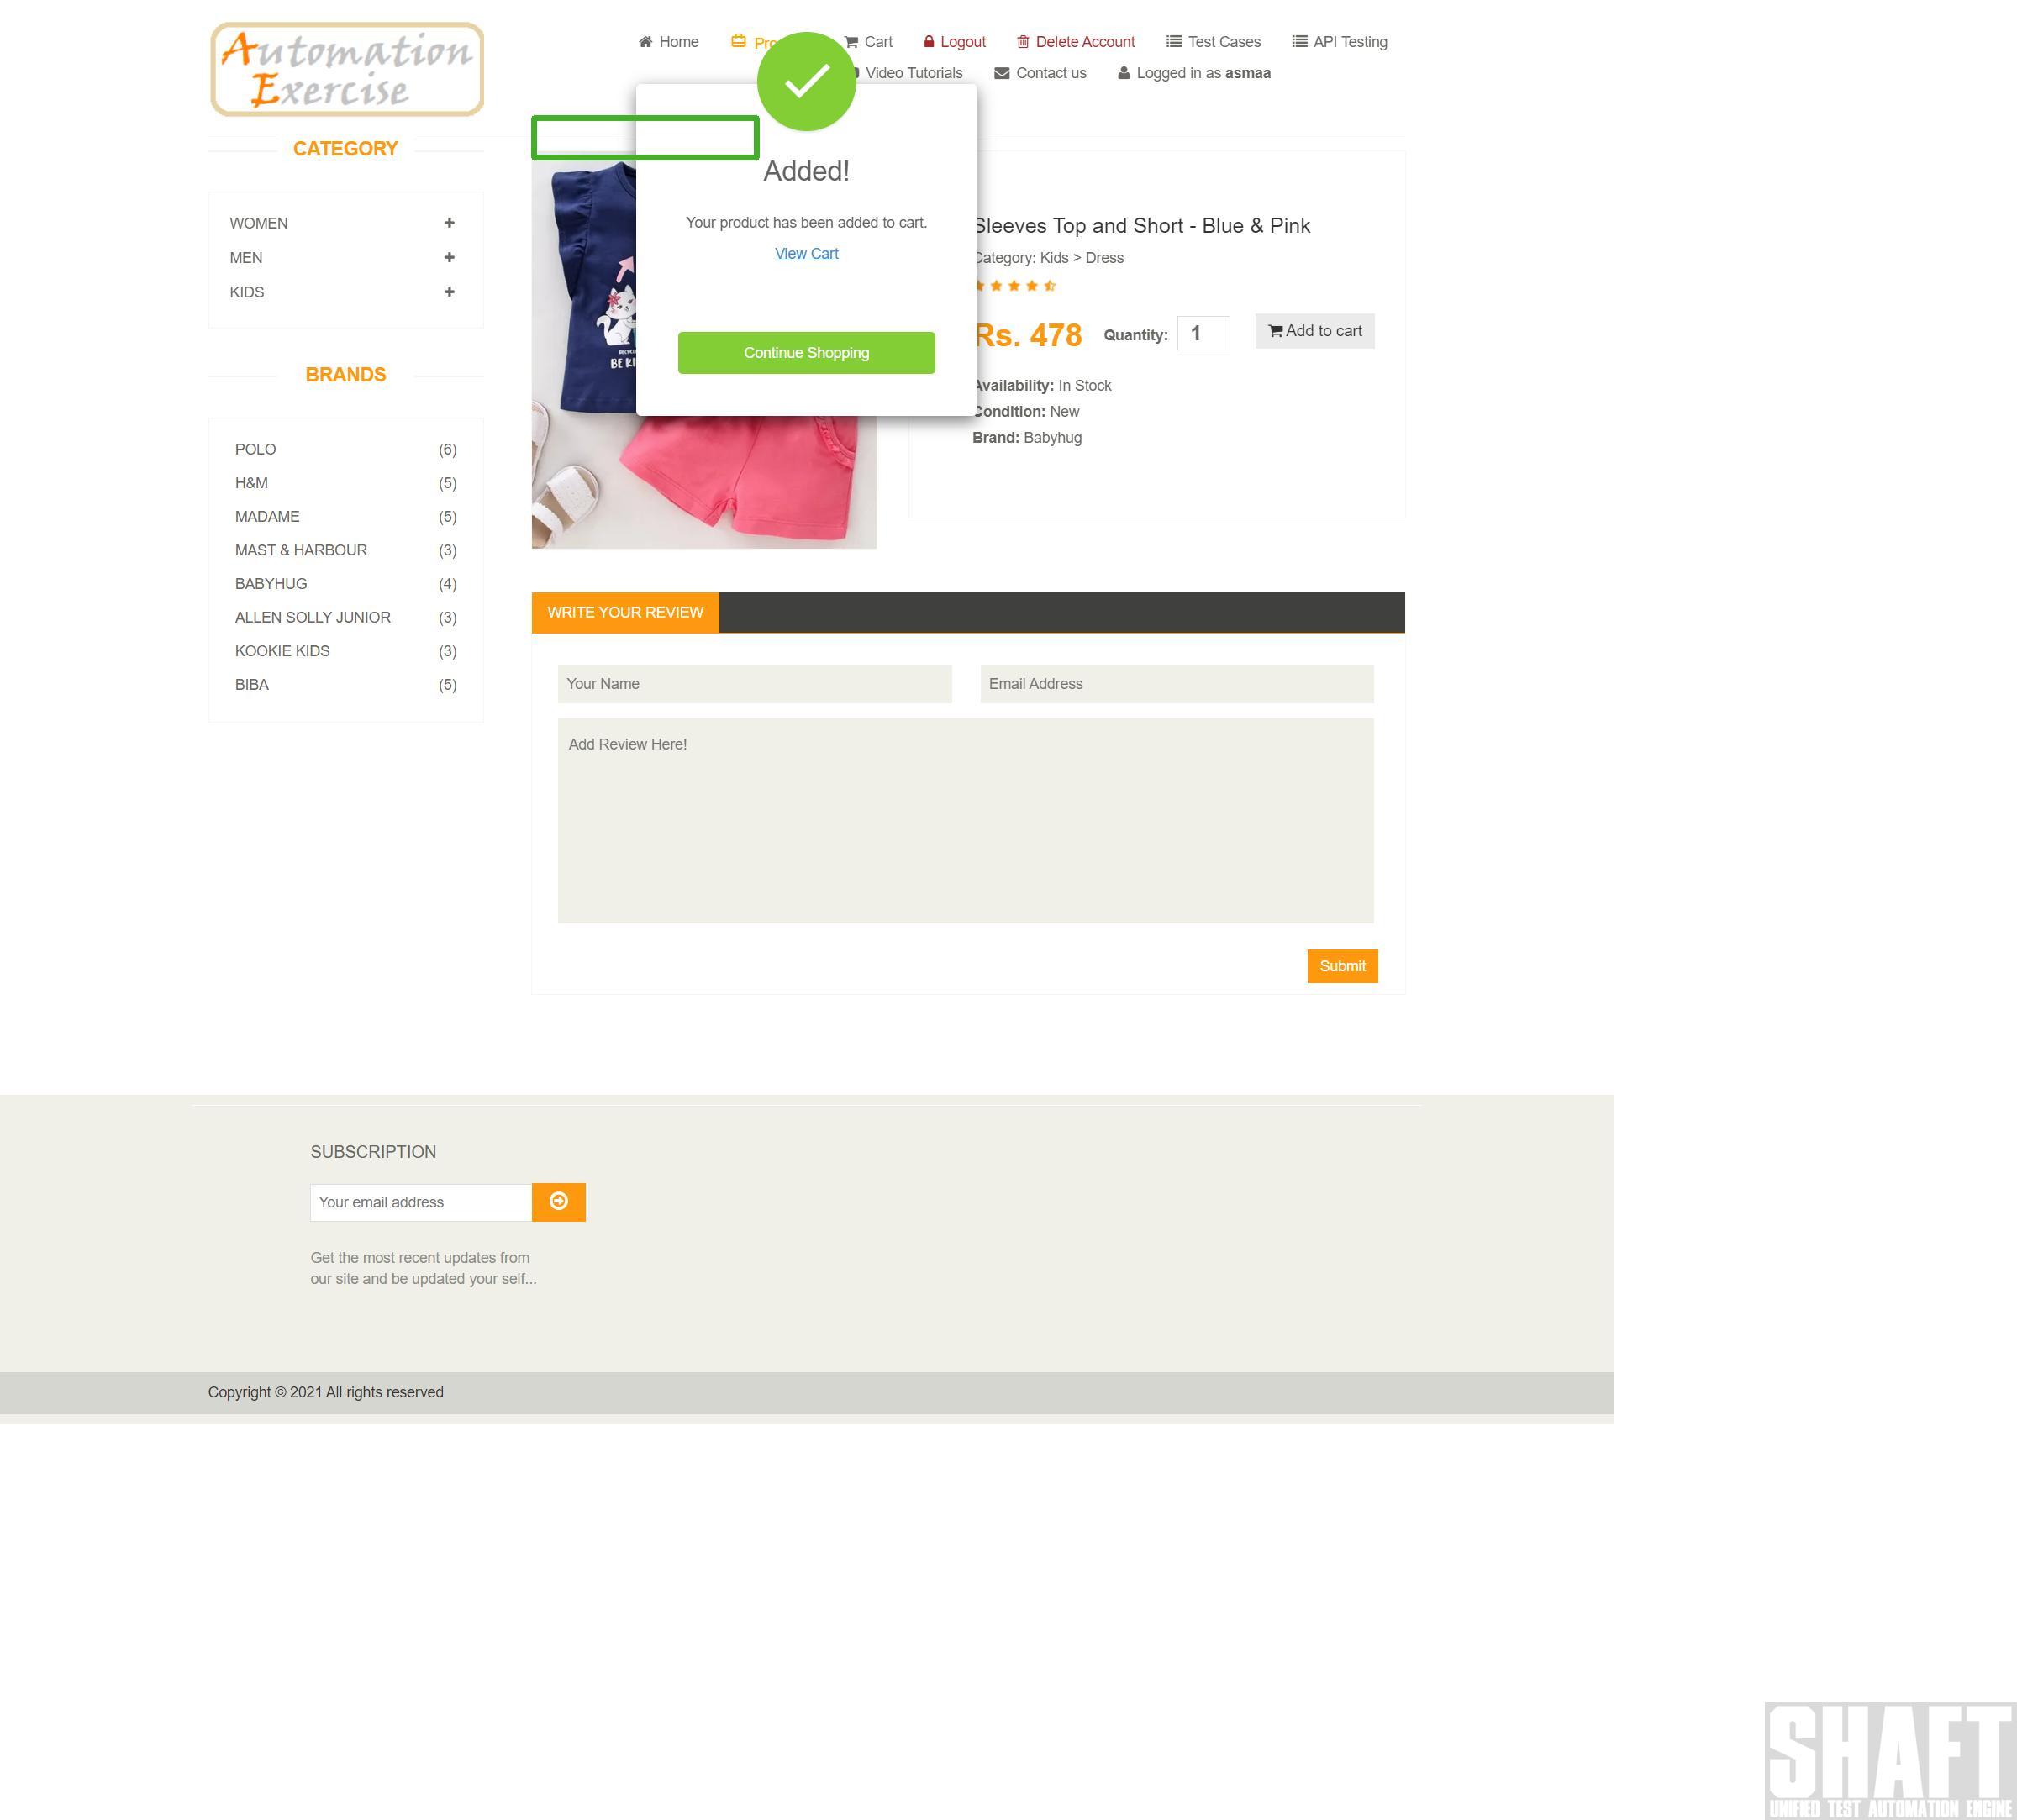 Automation
Exercise
Home
Pro
Cart
Logout
Delete Account
Test Cases
API Testing
Video Tutorials
Contact us
Logged in as asmaa
CATEGORY
WOMEN
MEN
KIDS
BRANDS
POLO (6)
H&M (5)
MADAME (5)
MAST & HARBOUR (3)
BABYHUG (4)
ALLEN SOLLY JUNIOR (3)
KOOKIE KIDS (3)
BIBA (5)
Added!
Your product has been added to cart.
View Cart
Continue Shopping
BE KI
Sleeves Top and Short - Blue & Pink
Category: Kids > Dress
Rs. 478
Quantity: 1
Add to cart
Availability: In Stock
Condition: New
Brand: Babyhug
WRITE YOUR REVIEW
Your Name
Email Address
Add Review Here!
Submit
SUBSCRIPTION
Your email address
Get the most recent updates from
our site and be updated your self...
Copyright © 2021 All rights reserved
SHAFT
UNIFIED TEST AUTOMATION ENGINE